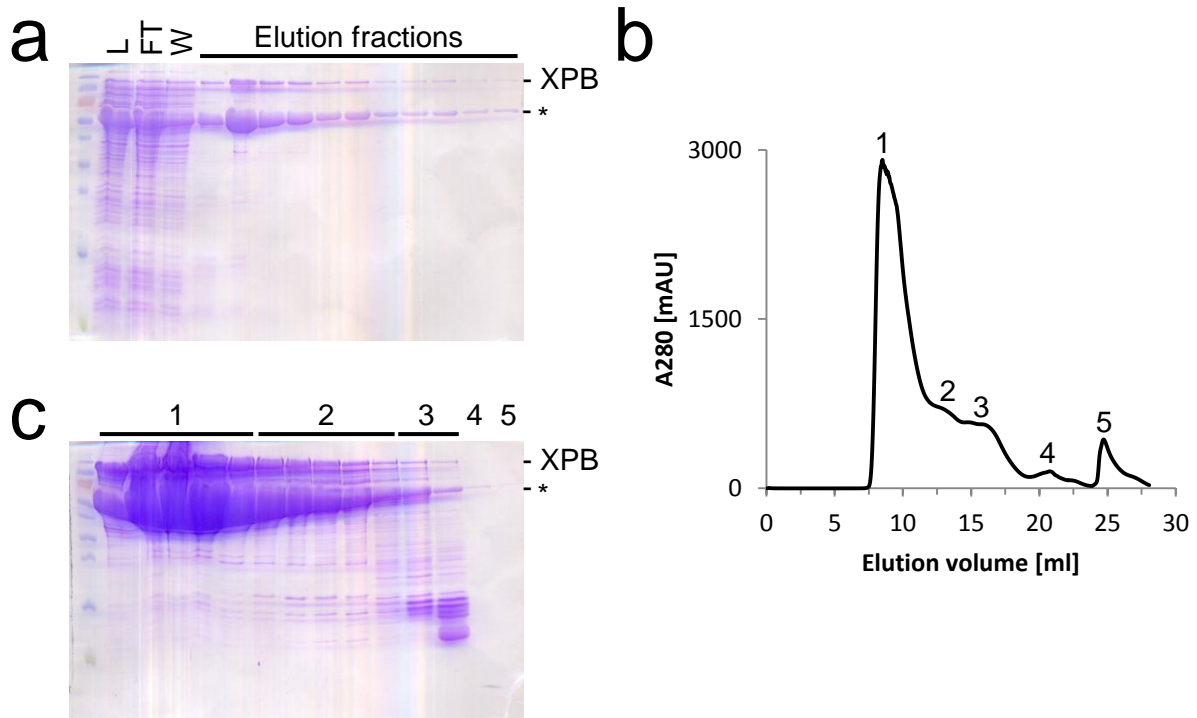 a
L FT W Elution fractions
XPB
*
b
3000
1500
0
A280 [mAU]
1 2 3 4 5
0 5 10 15 20 25 30
Elution volume [ml]
c
1 2 3 4 5
XPB
*